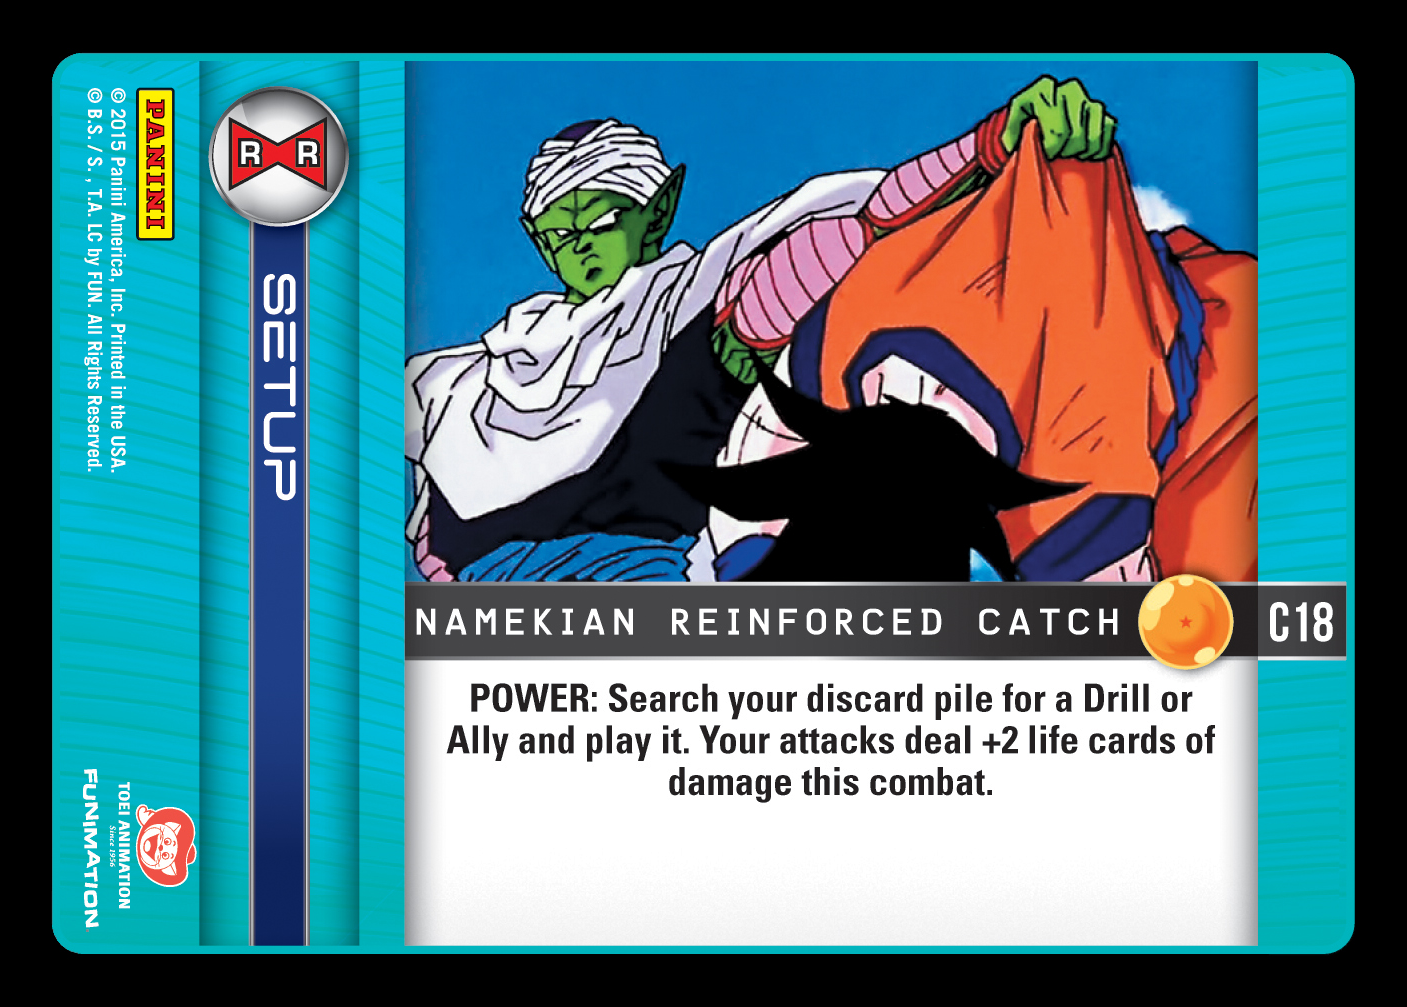 PANINI
© 2015 Panini America, Inc. Printed in the USA.
© B.S. / S. , T.A. LC by FUN. All Rights Reserved.
R R
SETUP
NAMEKIAN REINFORCED CATCH
C18
POWER: Search your discard pile for a Drill or
Ally and play it. Your attacks deal +2 life cards of
damage this combat.
TOEI ANIMATION
Since 1956
FUNIMATION